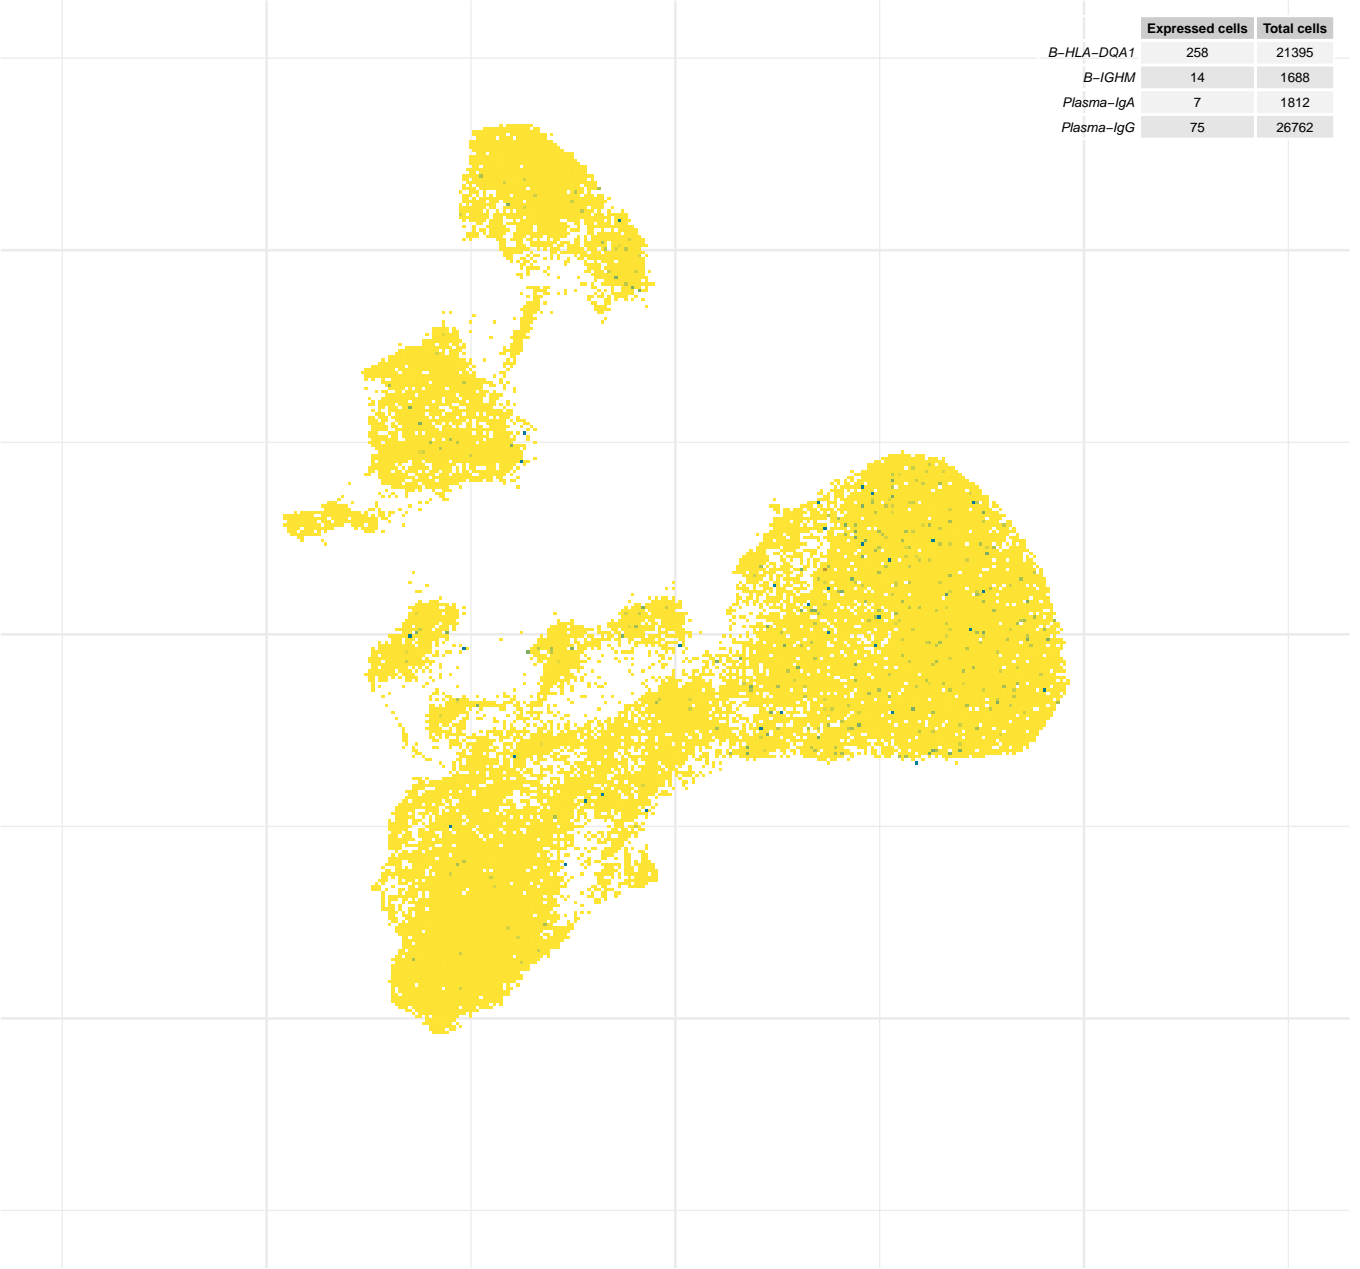 Expressed cells Total cells
B−HLA−DQA1 258 21395
B−IGHM 14 1688
Plasma−IgA 7 1812
Plasma−IgG 75 26762